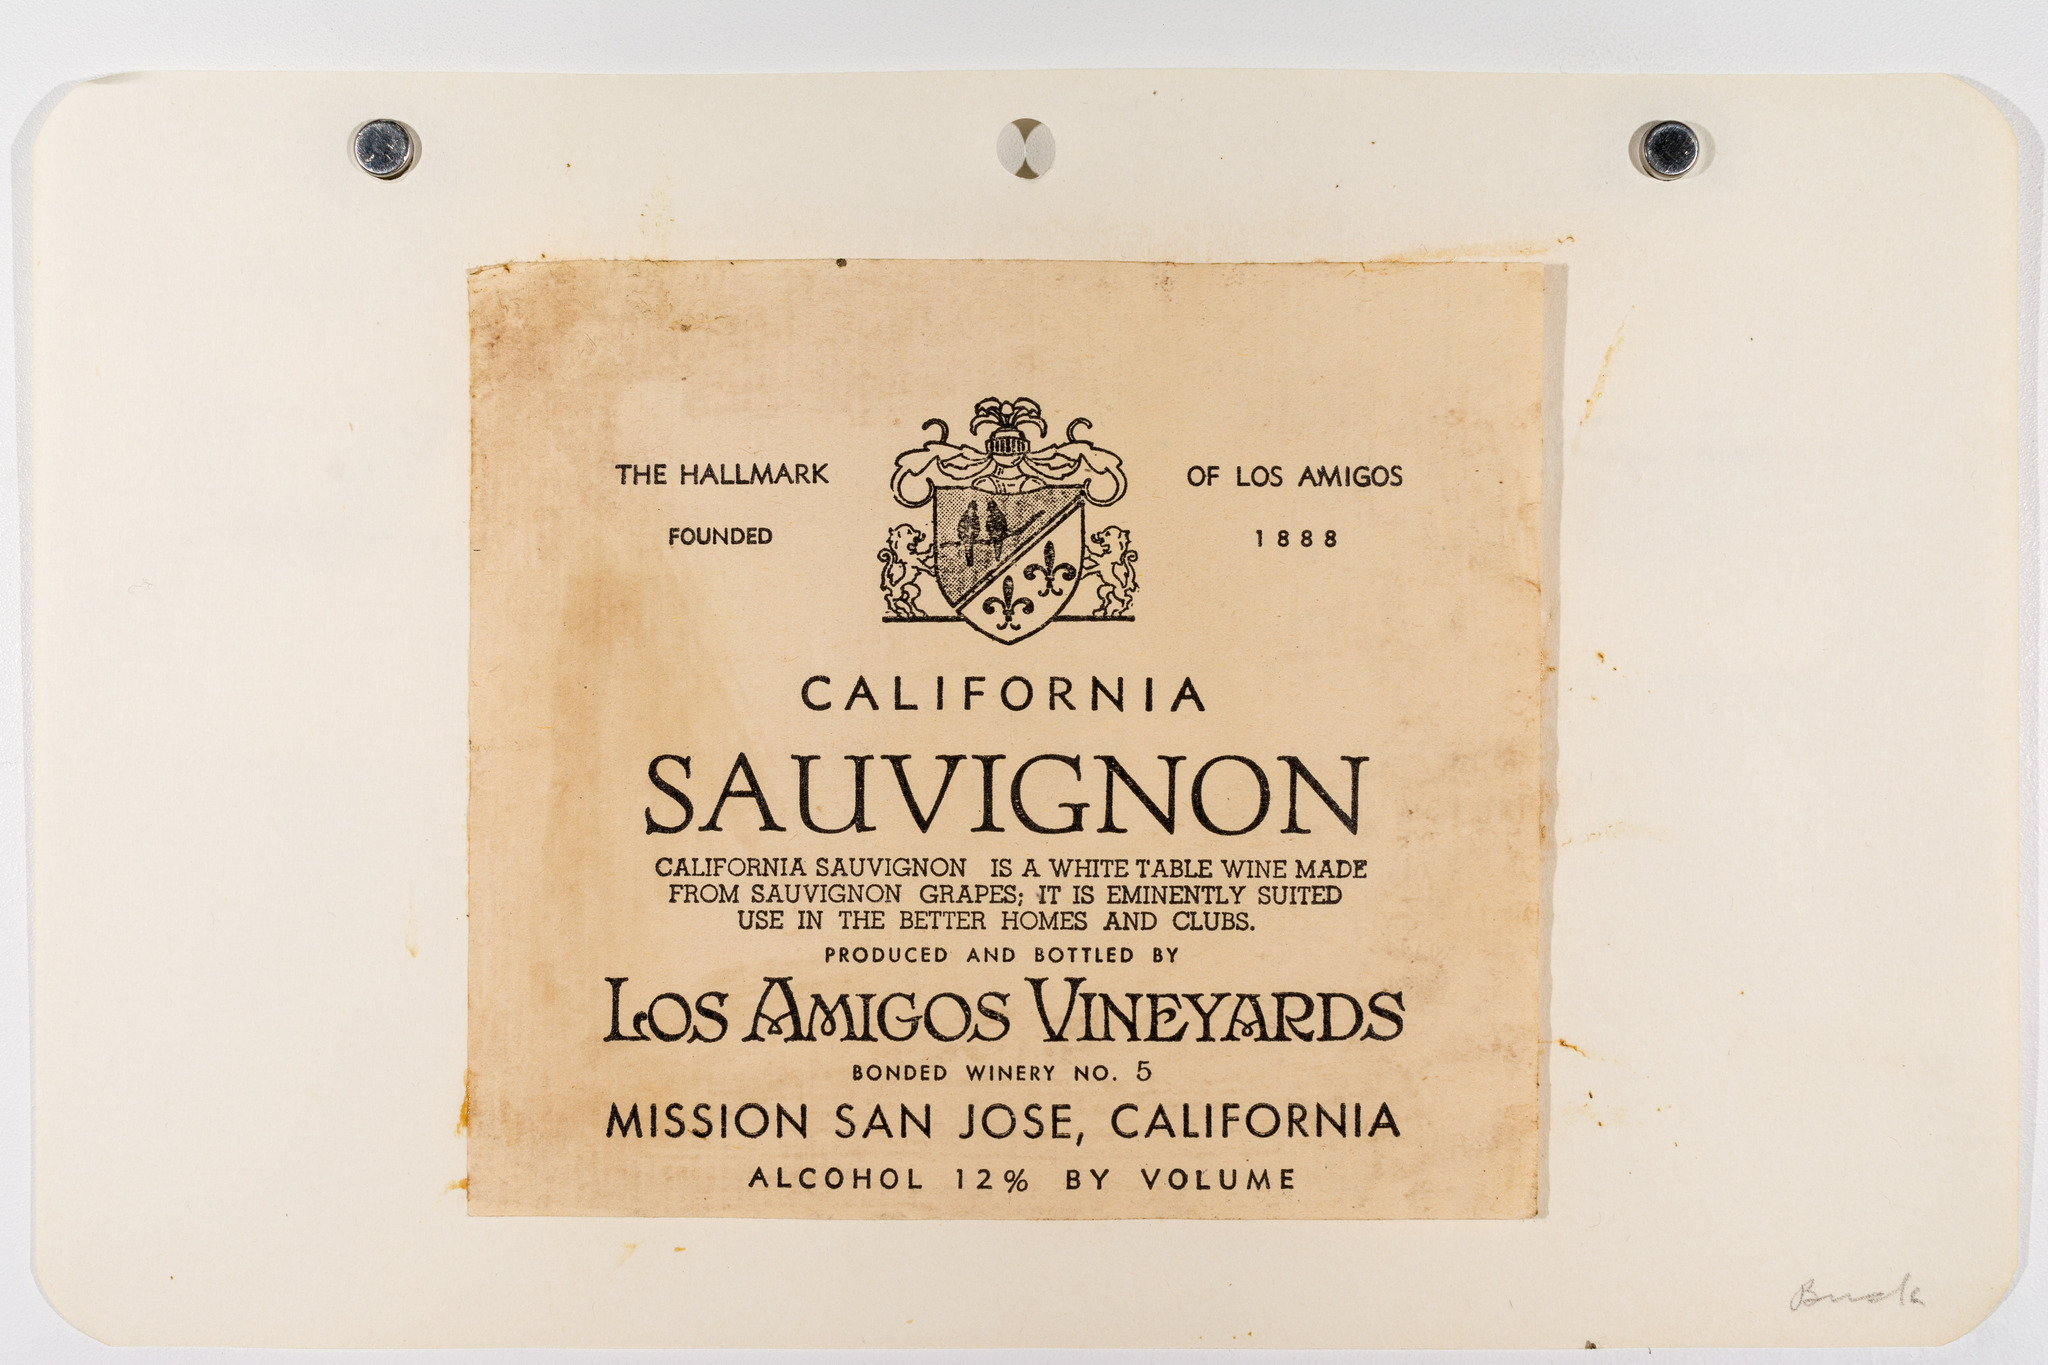 THE HALLMARK OF LOS AMIGOS
FOUNDED 1888
CALIFORNIA
SAUVIGNON
CALIFORNIA SAUVIGNON IS A WHITE TABLE WINE MADE
FROM SAUVIGNON GRAPES; IT IS EMINENTLY SUITED
USE IN THE BETTER HOMES AND CLUBS.
PRODUCED AND BOTTLED BY
LOS AMIGOS VINEYARDS
BONDED WINERY NO. 5
MISSION SAN JOSE, CALIFORNIA
ALCOHOL 12% BY VOLUME